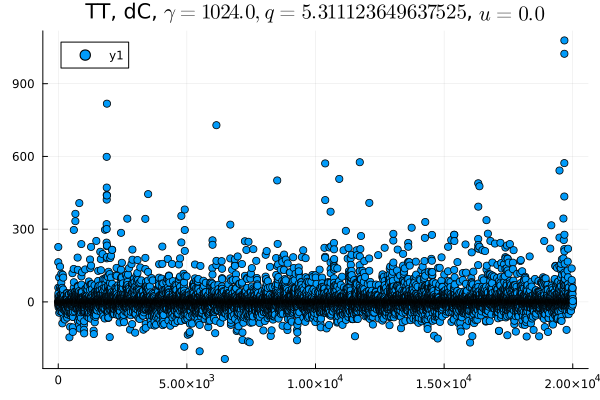 TT, dC, γ = 1024.0, q = 5.311123649637525, u = 0.0
y1
900
600
300
0
0 5.00×10³ 1.00×10⁴ 1.50×10⁴ 2.00×10⁴